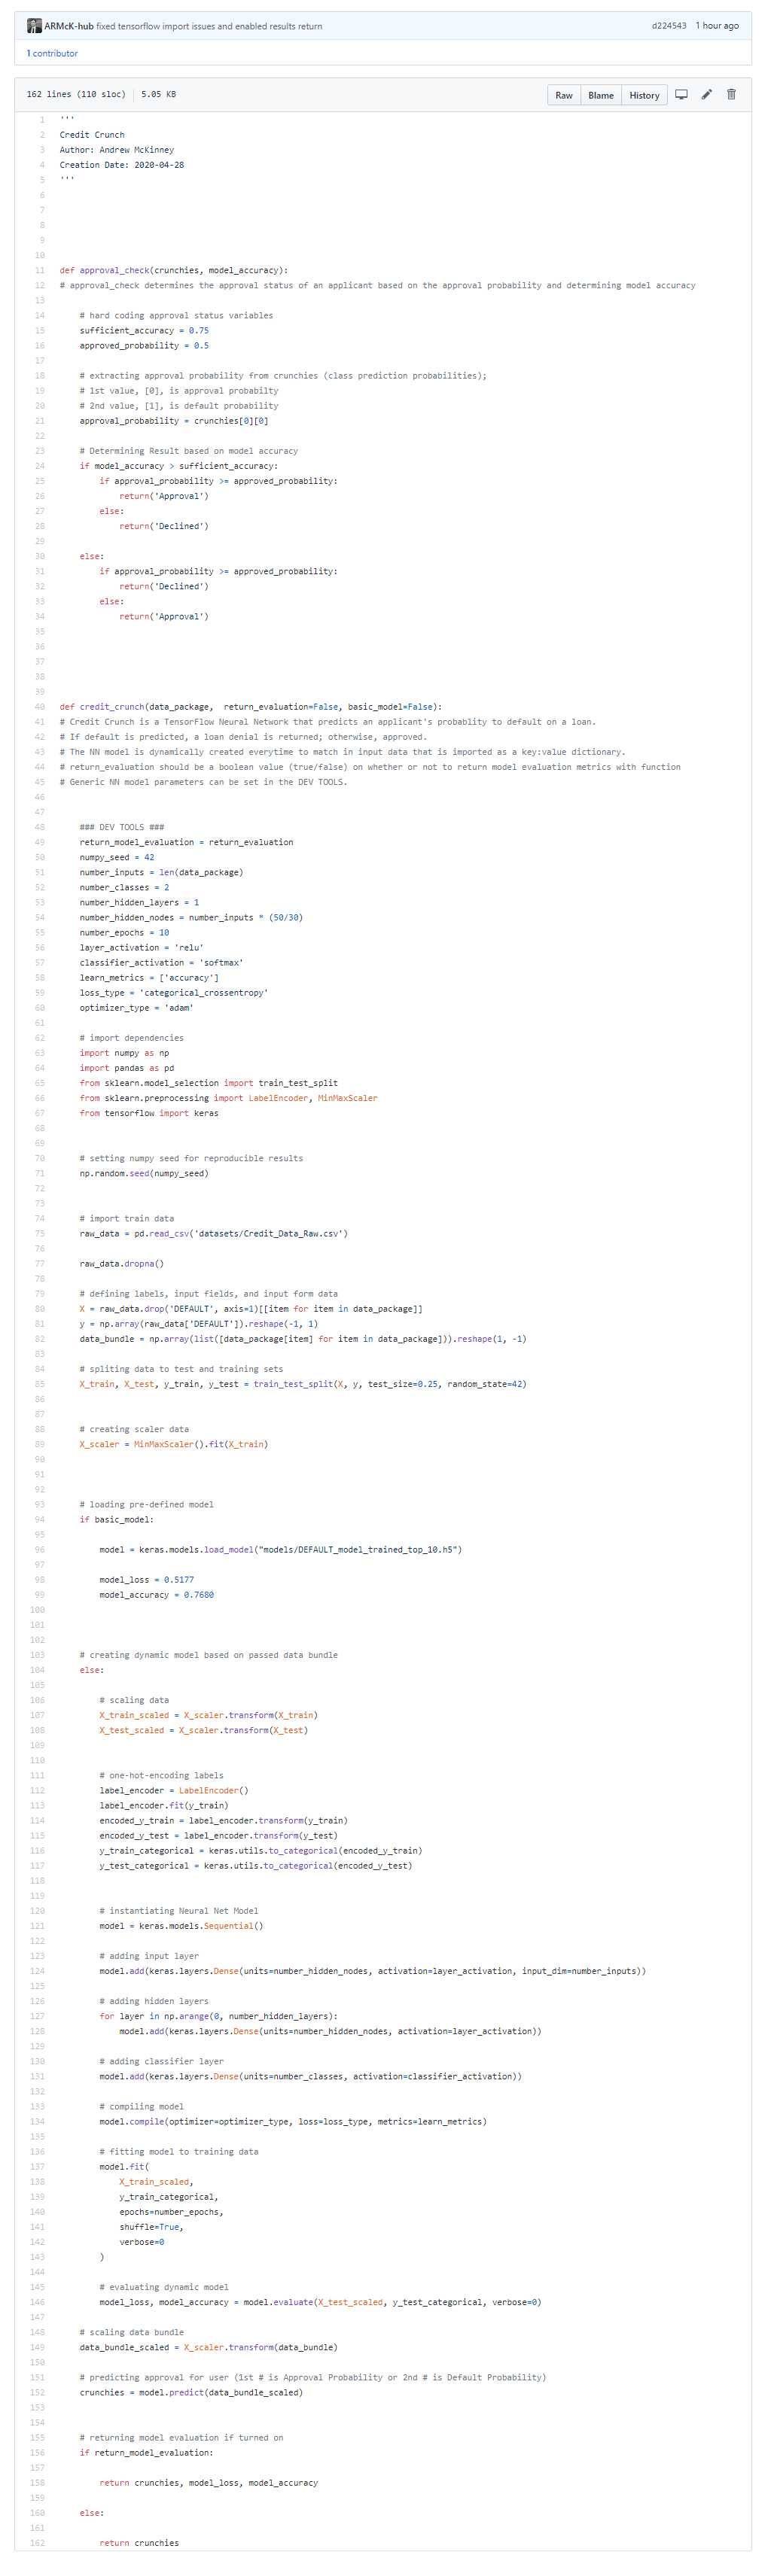 ARMcK-hub fixed tensorflow import issues and enabled results return d224543 1 hour ago
1 contributor
162 lines (110 sloc) 5.05 KB Raw Blame History
1 '''
2 Credit Crunch
3 Author: Andrew McKinney
4 Creation Date: 2020-04-28
5 '''
6
7
8
9
10
11 def approval_check(crunchies, model_accuracy):
12 # approval_check determines the approval status of an applicant based on the approval probability and determining model accuracy
13
14 # hard coding approval status variables
15 sufficient_accuracy = 0.75
16 approved_probability = 0.5
17
18 # extracting approval probability from crunchies (class prediction probabilities);
19 # 1st value, [0], is approval probabilty
20 # 2nd value, [1], is default probability
21 approval_probability = crunchies[0][0]
22
23 # Determining Result based on model accuracy
24 if model_accuracy > sufficient_accuracy:
25 if approval_probability >= approved_probability:
26 return('Approval')
27 else:
28 return('Declined')
29
30 else:
31 if approval_probability >= approved_probability:
32 return('Declined')
33 else:
34 return('Approval')
35
36
37
38
39
40 def credit_crunch(data_package, return_evaluation=False, basic_model=False):
41 # Credit Crunch is a TensorFlow Neural Network that predicts an applicant's probablity to default on a loan.
42 # If default is predicted, a loan denial is returned; otherwise, approved.
43 # The NN model is dynamically created everytime to match in input data that is imported as a key:value dictionary.
44 # return_evaluation should be a boolean value (true/false) on whether or not to return model evaluation metrics with function
45 # Generic NN model parameters can be set in the DEV TOOLS.
46
47
48 ### DEV TOOLS ###
49 return_model_evaluation = return_evaluation
50 numpy_seed = 42
51 number_inputs = len(data_package)
52 number_classes = 2
53 number_hidden_layers = 1
54 number_hidden_nodes = number_inputs * (50/30)
55 number_epochs = 10
56 layer_activation = 'relu'
57 classifier_activation = 'softmax'
58 learn_metrics = ['accuracy']
59 loss_type = 'categorical_crossentropy'
60 optimizer_type = 'adam'
61
62 # import dependencies
63 import numpy as np
64 import pandas as pd
65 from sklearn.model_selection import train_test_split
66 from sklearn.preprocessing import LabelEncoder, MinMaxScaler
67 from tensorflow import keras
68
69
70 # setting numpy seed for reproducible results
71 np.random.seed(numpy_seed)
72
73
74 # import train data
75 raw_data = pd.read_csv('datasets/Credit_Data_Raw.csv')
76
77 raw_data.dropna()
78
79 # defining labels, input fields, and input form data
80 X = raw_data.drop('DEFAULT', axis=1)[[item for item in data_package]]
81 y = np.array(raw_data['DEFAULT']).reshape(-1, 1)
82 data_bundle = np.array(list([data_package[item] for item in data_package])).reshape(1, -1)
83
84 # spliting data to test and training sets
85 X_train, X_test, y_train, y_test = train_test_split(X, y, test_size=0.25, random_state=42)
86
87
88 # creating scaler data
89 X_scaler = MinMaxScaler().fit(X_train)
90
91
92
93 # loading pre-defined model
94 if basic_model:
95
96 model = keras.models.load_model("models/DEFAULT_model_trained_top_10.h5")
97
98 model_loss = 0.5177
99 model_accuracy = 0.7680
100
101
102
103 # creating dynamic model based on passed data bundle
104 else:
105
106 # scaling data
107 X_train_scaled = X_scaler.transform(X_train)
108 X_test_scaled = X_scaler.transform(X_test)
109
110
111 # one-hot-encoding labels
112 label_encoder = LabelEncoder()
113 label_encoder.fit(y_train)
114 encoded_y_train = label_encoder.transform(y_train)
115 encoded_y_test = label_encoder.transform(y_test)
116 y_train_categorical = keras.utils.to_categorical(encoded_y_train)
117 y_test_categorical = keras.utils.to_categorical(encoded_y_test)
118
119
120 # instantiating Neural Net Model
121 model = keras.models.Sequential()
122
123 # adding input layer
124 model.add(keras.layers.Dense(units=number_hidden_nodes, activation=layer_activation, input_dim=number_inputs))
125
126 # adding hidden layers
127 for layer in np.arange(0, number_hidden_layers):
128 model.add(keras.layers.Dense(units=number_hidden_nodes, activation=layer_activation))
129
130 # adding classifier layer
131 model.add(keras.layers.Dense(units=number_classes, activation=classifier_activation))
132
133 # compiling model
134 model.compile(optimizer=optimizer_type, loss=loss_type, metrics=learn_metrics)
135
136 # fitting model to training data
137 model.fit(
138 X_train_scaled,
139 y_train_categorical,
140 epochs=number_epochs,
141 shuffle=True,
142 verbose=0
143 )
144
145 # evaluating dynamic model
146 model_loss, model_accuracy = model.evaluate(X_test_scaled, y_test_categorical, verbose=0)
147
148 # scaling data bundle
149 data_bundle_scaled = X_scaler.transform(data_bundle)
150
151 # predicting approval for user (1st # is Approval Probability or 2nd # is Default Probability)
152 crunchies = model.predict(data_bundle_scaled)
153
154
155 # returning model evaluation if turned on
156 if return_model_evaluation:
157
158 return crunchies, model_loss, model_accuracy
159
160 else:
161
162 return crunchies